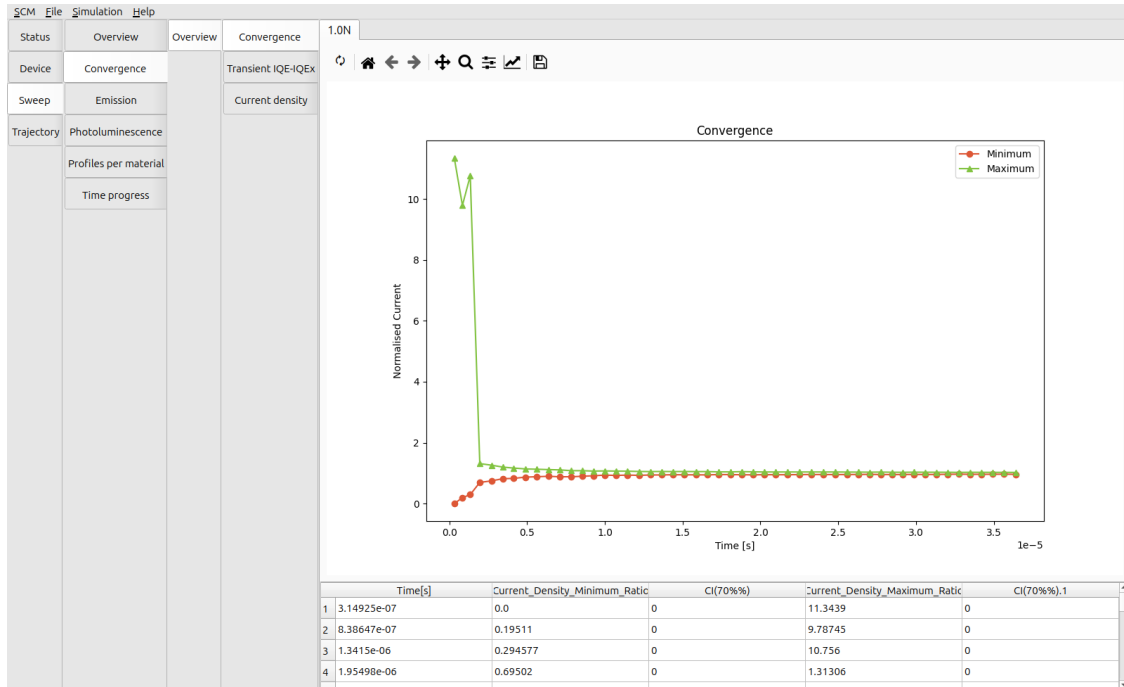 SCM File Simulation Help
Status Overview Overview Convergence 1.0N
Device Convergence Transient IQE-IQEx
Sweep Emission Current density
Trajectory Photoluminescence
Profiles per material
Time progress
Convergence
Minimum
Maximum
10
8
6
4
2
0
Normalised Current
0.0 0.5 1.0 1.5 2.0 2.5 3.0 3.5
Time [s]
1e−5
Time[s] Current_Density_Minimum_Ratio CI(70%%) Current_Density_Maximum_Ratio CI(70%%).1
1 3.14925e-07 0.0 0 11.3439 0
2 8.38647e-07 0.19511 0 9.78745 0
3 1.3415e-06 0.294577 0 10.756 0
4 1.95498e-06 0.69502 0 1.31306 0